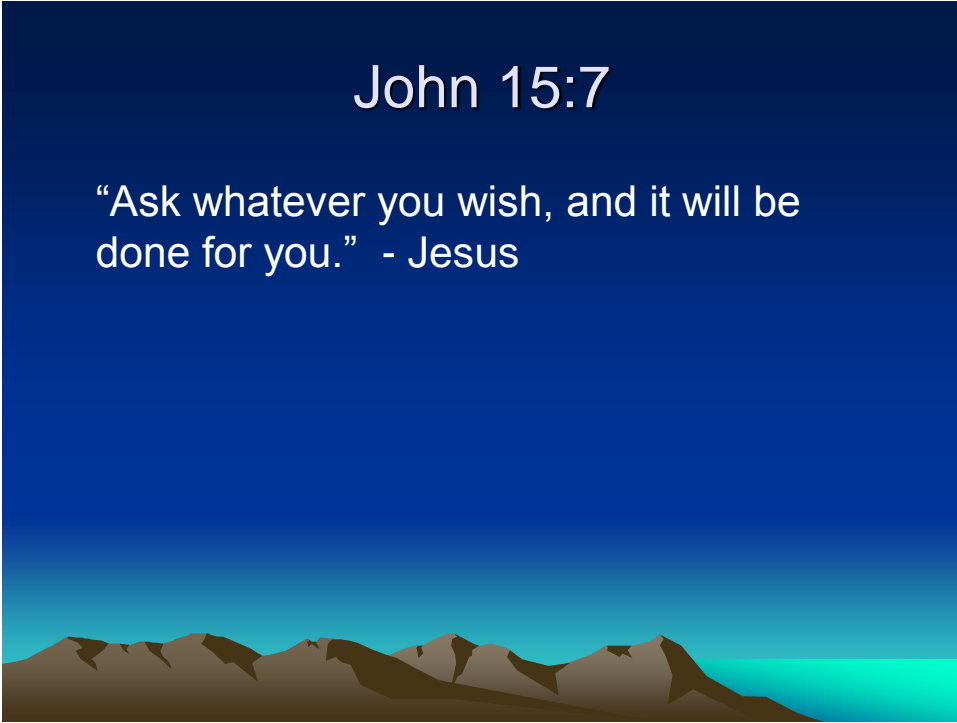 John 15:7
“Ask whatever you wish, and it will be
done for you.”  - Jesus